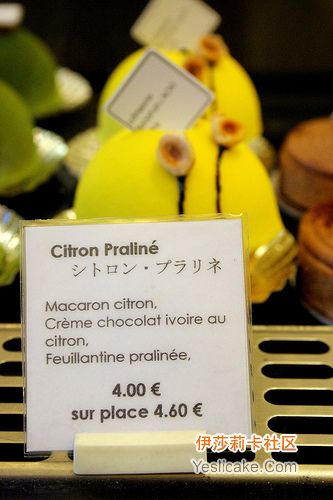 Citron Praliné
シトロン・プラリネ
Macaron citron,
Crème chocolat ivoire au
citron,
Feuillantine pralinée,
4.00 €
sur place 4.60 €
伊莎莉卡社区
Yeslicake.Com